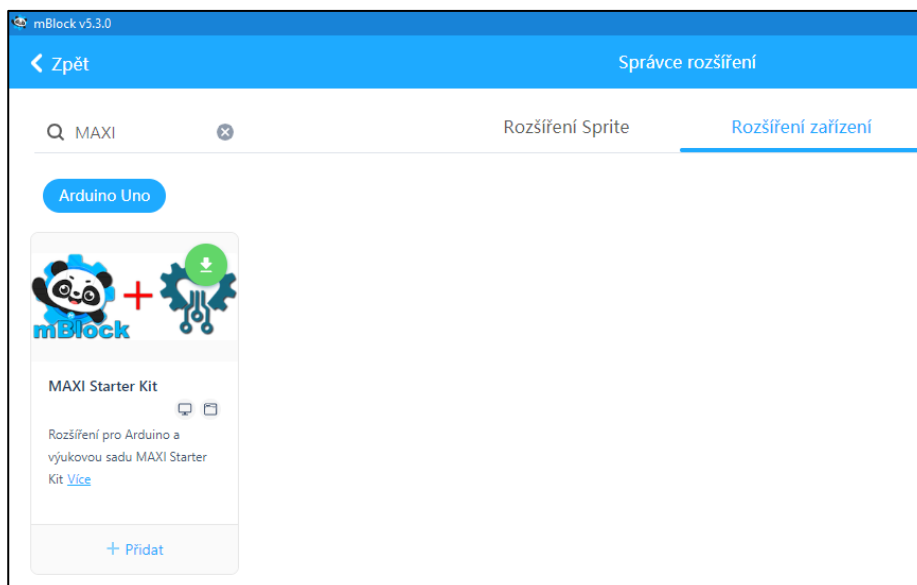 mBlock v5.3.0
Zpět
Správce rozšíření
MAXI
Rozšíření Sprite
Rozšíření zařízení
Arduino Uno
mBlock
MAXI Starter Kit
Rozšíření pro Arduino a
výukovou sadu MAXI Starter
Kit Více
+ Přidat